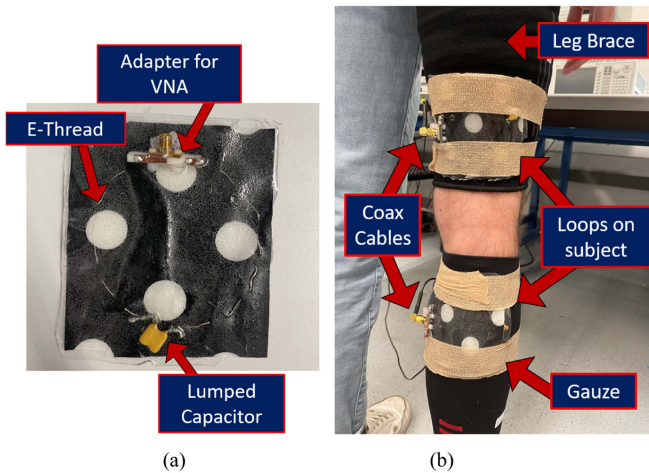 Adapter for
VNA
E-Thread
Lumped
Capacitor
(a)
Leg Brace
Coax
Cables
Loops on
subject
Gauze
(b)